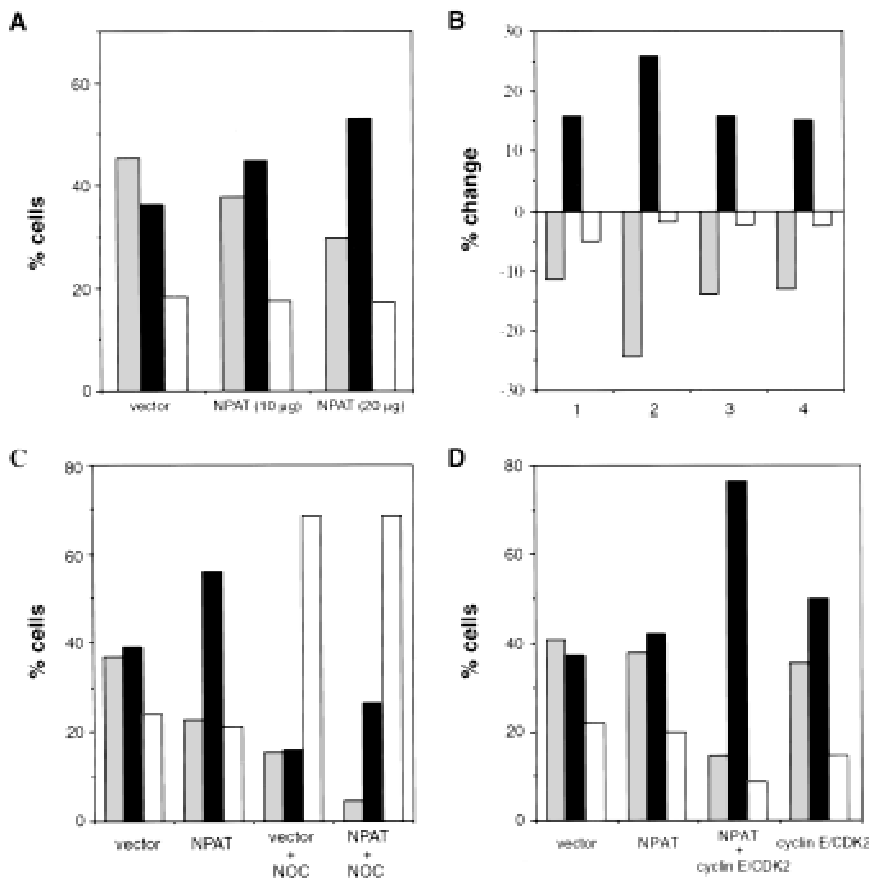 A
% cells
60
40
20
0
vector
NPAT (10 µg)
NPAT (20 µg)
B
% change
30
20
10
0
-10
-20
-30
1
2
3
4
C
% cells
80
60
40
20
0
vector
NPAT
vector
+
NOC
NPAT
+
NOC
D
% cells
80
60
40
20
0
vector
NPAT
NPAT
+
cyclin E/CDK2
cyclin E/CDK2